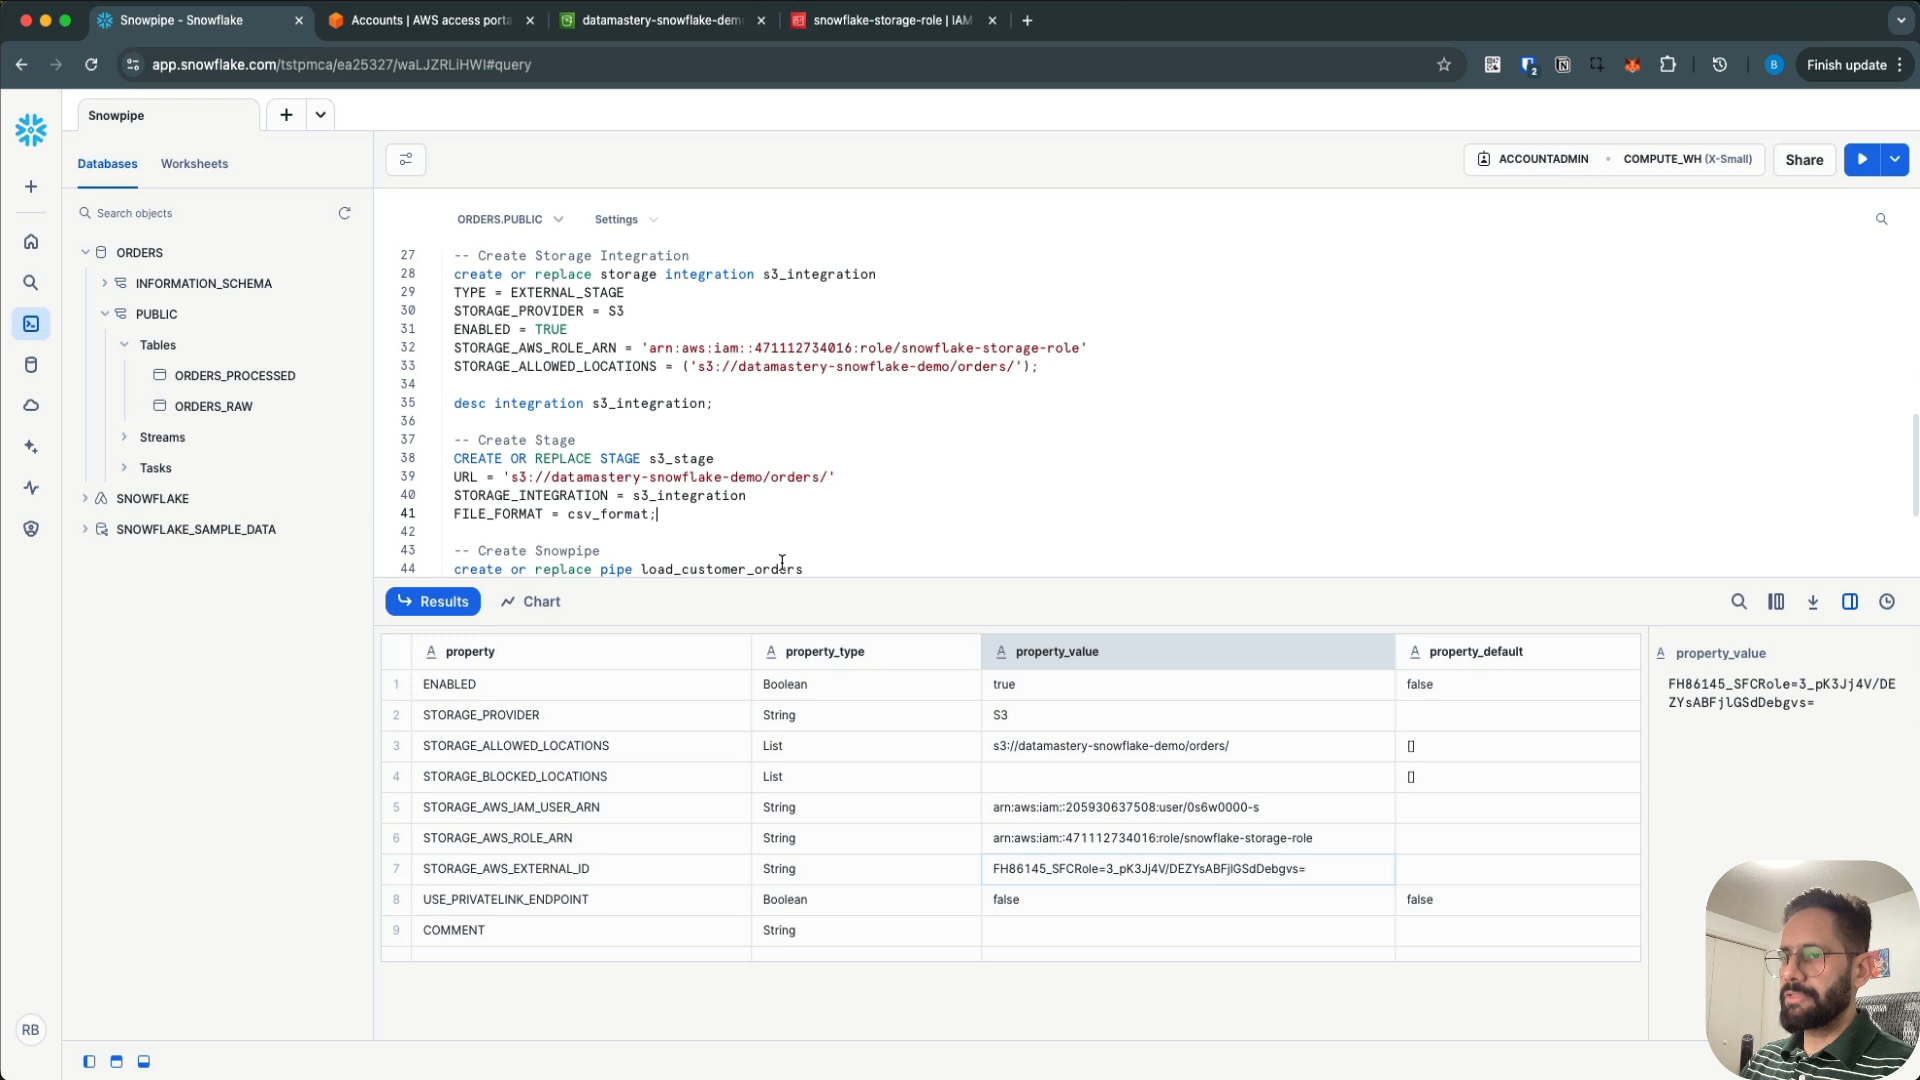 Snowpipe - Snowflake
Accounts | AWS access porta
datamastery-snowflake-demo
snowflake-storage-role | IAM
app.snowflake.com/tstpmca/ea25327/waLJZRLiHWI#query
2
B
Finish update
Snowpipe
Databases
Worksheets
ACCOUNTADMIN
COMPUTE_WH (X-Small)
Share
Search objects
ORDERS.PUBLIC
Settings
ORDERS
INFORMATION_SCHEMA
PUBLIC
Tables
ORDERS_PROCESSED
ORDERS_RAW
Streams
Tasks
SNOWFLAKE
SNOWFLAKE_SAMPLE_DATA
27 -- Create Storage Integration
28 create or replace storage integration s3_integration
29 TYPE = EXTERNAL_STAGE
30 STORAGE_PROVIDER = S3
31 ENABLED = TRUE
32 STORAGE_AWS_ROLE_ARN = 'arn:aws:iam::471112734016:role/snowflake-storage-role'
33 STORAGE_ALLOWED_LOCATIONS = ('s3://datamastery-snowflake-demo/orders/');
34
35 desc integration s3_integration;
36
37 -- Create Stage
38 CREATE OR REPLACE STAGE s3_stage
39 URL = 's3://datamastery-snowflake-demo/orders/'
40 STORAGE_INTEGRATION = s3_integration
41 FILE_FORMAT = csv_format;
42
43 -- Create Snowpipe
44 create or replace pipe load_customer_orders
Results
Chart
property property_type property_value property_default
1 ENABLED Boolean true false
2 STORAGE_PROVIDER String S3
3 STORAGE_ALLOWED_LOCATIONS List s3://datamastery-snowflake-demo/orders/ []
4 STORAGE_BLOCKED_LOCATIONS List []
5 STORAGE_AWS_IAM_USER_ARN String arn:aws:iam::205930637508:user/0s6w0000-s
6 STORAGE_AWS_ROLE_ARN String arn:aws:iam::471112734016:role/snowflake-storage-role
7 STORAGE_AWS_EXTERNAL_ID String FH86145_SFCRole=3_pK3Jj4V/DEZYsABFjlGSdDebgvs=
8 USE_PRIVATELINK_ENDPOINT Boolean false false
9 COMMENT String
property_value
FH86145_SFCRole=3_pK3Jj4V/DE
ZYsABFjlGSdDebgvs=
RB